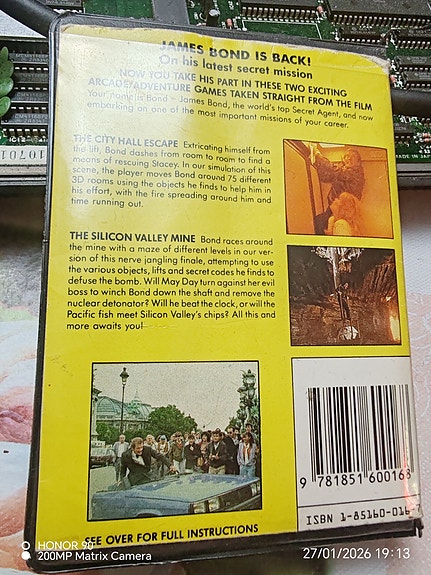 JAMES BOND IS BACK!
On his latest secret mission
NOW YOU TAKE HIS PART IN THESE TWO EXCITING
ARCADE/ADVENTURE GAMES TAKEN STRAIGHT FROM THE FILM
Your name is Bond – James Bond, the world's top Secret Agent, and now
embarking on one of the most important missions of your career.
THE CITY HALL ESCAPE Extricating himself from
the lift, Bond dashes from room to room to find a
means of rescuing Stacey. In our simulation of this
scene, the player moves Bond around 75 different
3D rooms using the objects he finds to help him in
his effort, with the fire spreading around him and
time running out.
THE SILICON VALLEY MINE Bond races around
the mine with a maze of different levels in our ver-
sion of this nerve jangling finale, attempting to use
the various objects, lifts and secret codes he finds to
defuse the bomb. Will May Day turn against her evil
boss to winch Bond down the shaft and remove the
nuclear detonator? Will he beat the clock, or will the
Pacific fish meet Silicon Valley's chips? All this and
more awaits you!
9 781851 600168
ISBN 1-85160-016-
SEE OVER FOR FULL INSTRUCTIONS
HONOR 90
200MP Matrix Camera
27/01/2026 19:13